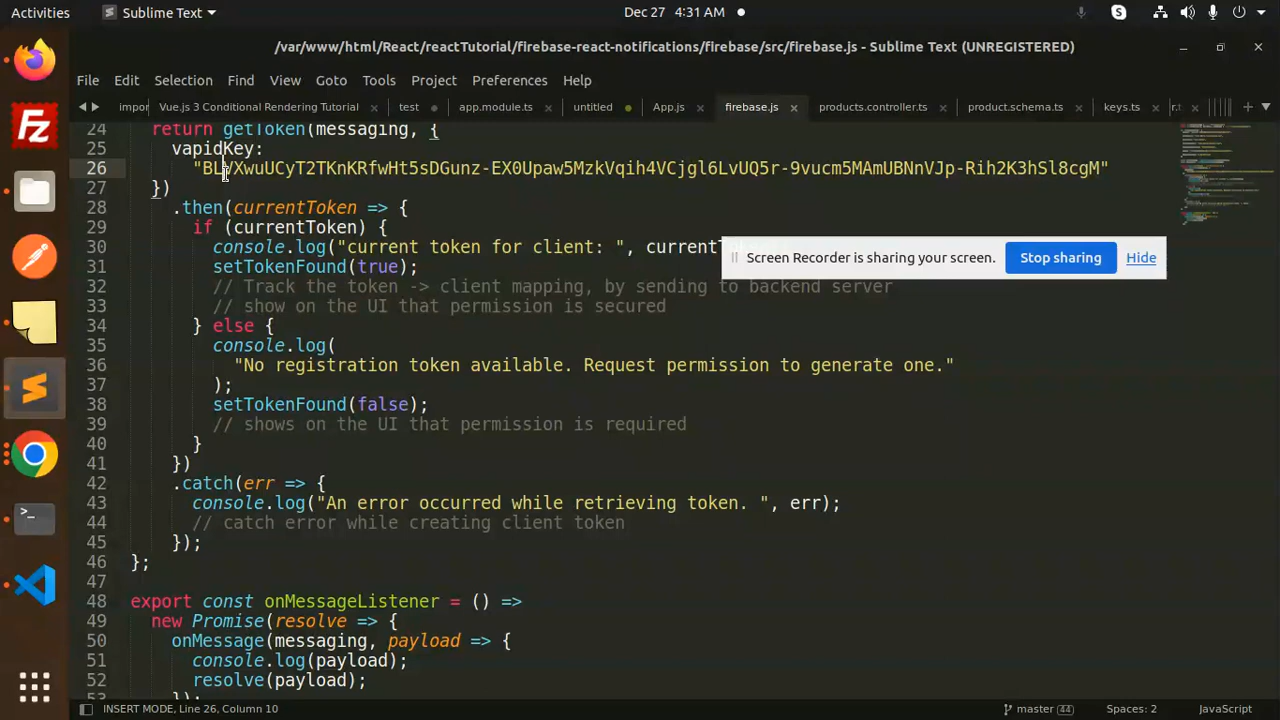 Activities
Sublime Text
Dec 27 4:31 AM
/var/www/html/React/reactTutorial/firebase-react-notifications/firebase/src/firebase.js - Sublime Text (UNREGISTERED)
File Edit Selection Find View Goto Tools Project Preferences Help
impor Vue.js 3 Conditional Rendering Tutorial test app.module.ts untitled App.js firebase.js products.controller.ts product.schema.ts keys.ts r.t
24 return getToken(messaging, {
25 vapidKey:
26 XwuUCyT2TKnKRfwHt5sDGunz-EX0Upaw5MzkVqih4VCjgl6LvUQ5r-9vucm5MAmUBNnVJp-Rih2K3hSl8cgM"
27 })
28 .then(currentToken => {
29 if (currentToken) {
30 console.log("current token for client: ",
31 setTokenFound(true);
32 // Track the token -> client mapping, by sending to backend server
33 // show on the UI that permission is secured
34 } else {
35 console.log(
36 "No registration token available. Request permission to generate one."
37 );
38 setTokenFound(false);
39 // shows on the UI that permission is required
40 }
41 })
42 .catch(err => {
43 console.log("An error occurred while retrieving token. ", err);
44 // catch error while creating client token
45 });
46 };
47
48 export const onMessageListener = () =>
49 new Promise(resolve => {
50 onMessage(messaging, payload => {
51 console.log(payload);
52 resolve(payload);
53 });
Screen Recorder is sharing your screen. Stop sharing Hide
INSERT MODE, Line 26, Column 10
master 44
Spaces: 2
JavaScript